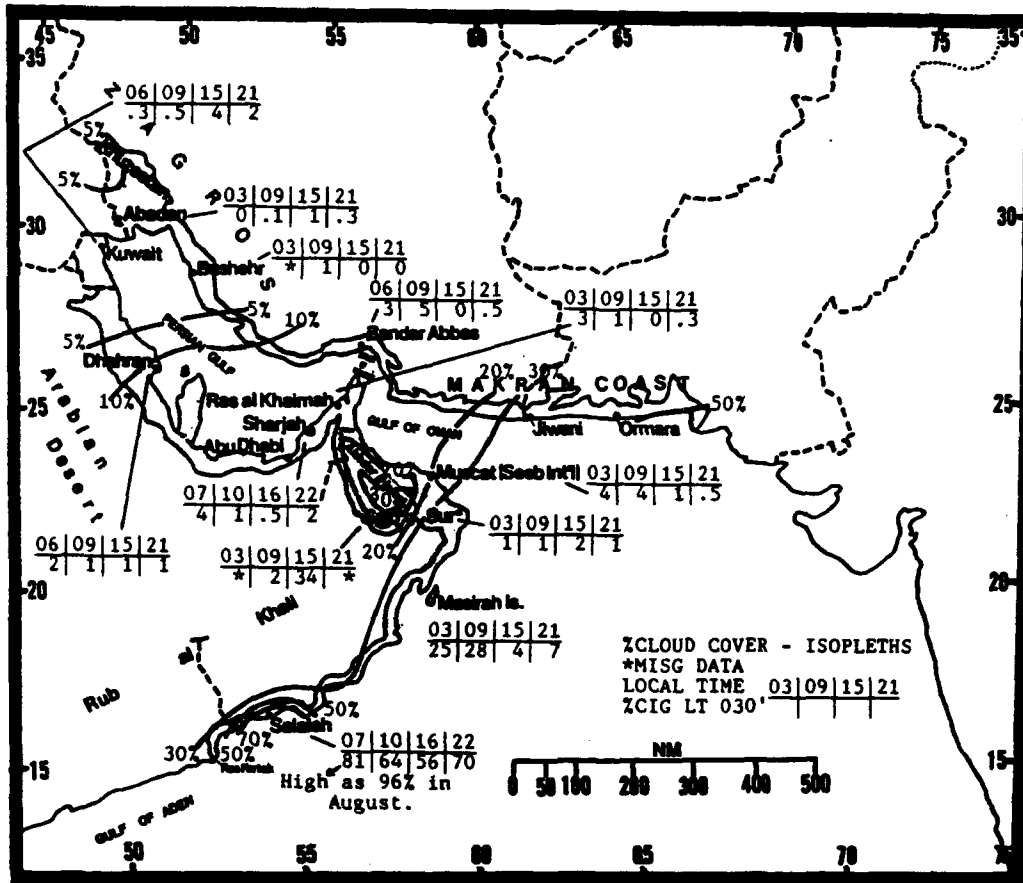 45 50 55 60 65 70 75 35
35
06 09 15 21
.3 .5 4 2
Z
5%
G
R
O
S
5%
03 09 15 21
0 .1 1 .3
Abadan
30
30
Kuwait
03 09 15 21
* 1 0 0
Bushehr
06 09 15 21
3 5 0 .5
03 09 15 21
3 1 0 .3
5%
10%
Bandar Abbas
PERSIAN GULF
5%
Dhahran
20% 30%
MAKRAN COAST
50%
10%
Ras al Khaimah
25
25
Sharjah
GULF OF OMAN
Jiwani
Ormara
Abu Dhabi
Arabian
Desert
Muscat (Seeb Int'l)
03 09 15 21
4 4 1 .5
07 10 16 22
4 1 .5 2
Sur
03 09 15 21
1 1 2 1
06 09 15 21
2 1 1 1
20%
03 09 15 21
* 2 34 *
20
20
Khali
Masirah Is.
03 09 15 21
25 28 4 7
%CLOUD COVER - ISOPLETHS
*MISG DATA
LOCAL TIME 03 09 15 21
%CIG LT 030'
al
Rub
50%
Salalah
70%
30% 50%
07 10 16 22
81 64 56 70
High as 96% in
August.
NM
0 50 100 200 300 400 500
15
15
GULF OF ADEN
50 55 60 65 70 75